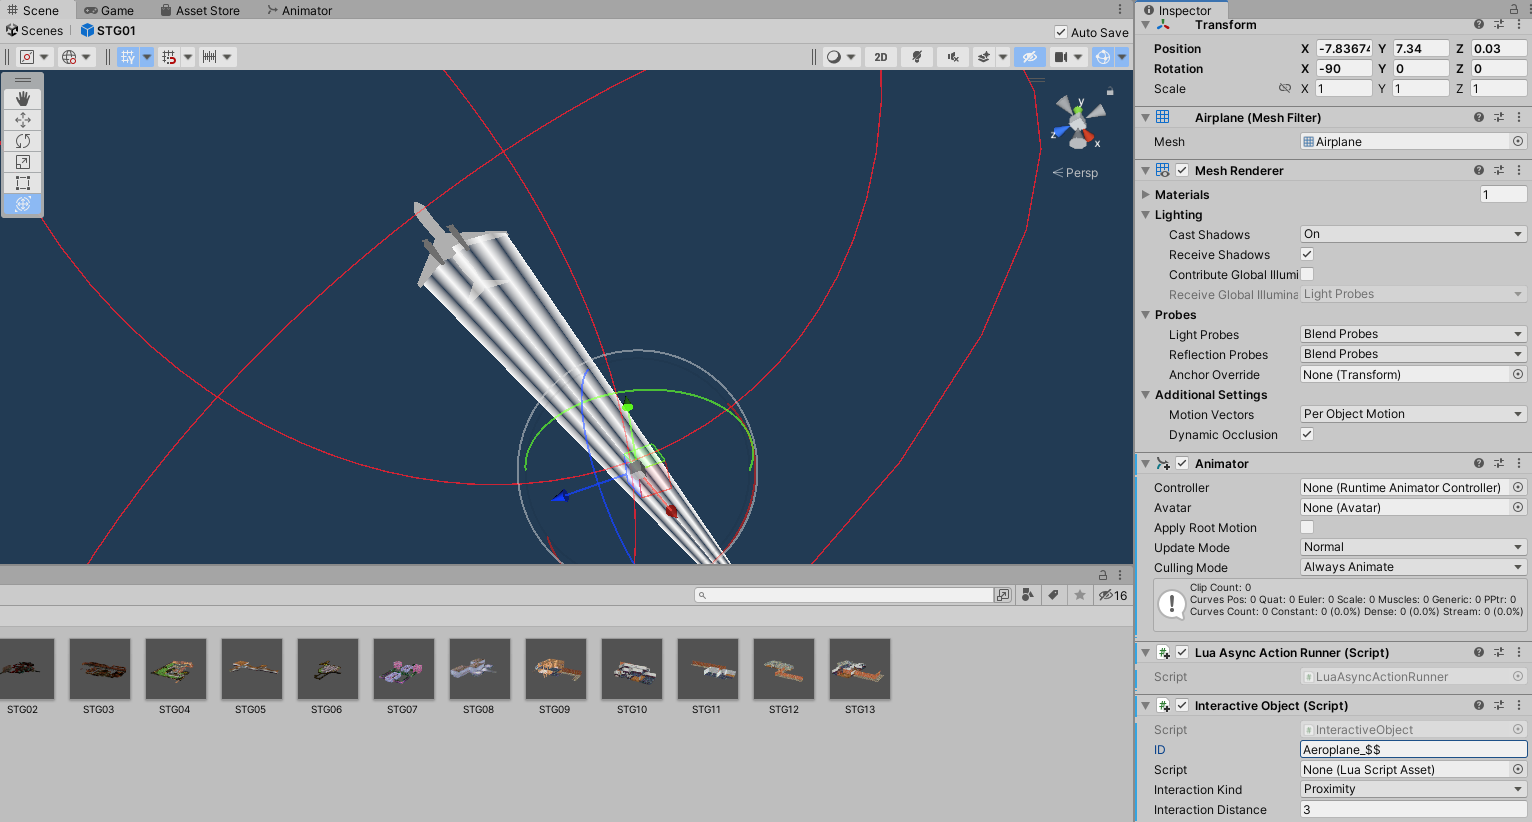 Scene Game Asset Store Animator
Scenes STG01 Auto Save
2D
y
z
x
Persp
16
STG02 STG03 STG04 STG05 STG06 STG07 STG08 STG09 STG10 STG11 STG12 STG13
Inspector
Transform
Position X -7.83674 Y 7.34 Z 0.03
Rotation X -90 Y 0 Z 0
Scale X 1 Y 1 Z 1
Airplane (Mesh Filter)
Mesh Airplane
Mesh Renderer
Materials 1
Lighting
Cast Shadows On
Receive Shadows
Contribute Global Illumi
Receive Global Illumina Light Probes
Probes
Light Probes Blend Probes
Reflection Probes Blend Probes
Anchor Override None (Transform)
Additional Settings
Motion Vectors Per Object Motion
Dynamic Occlusion
Animator
Controller None (Runtime Animator Controller)
Avatar None (Avatar)
Apply Root Motion
Update Mode Normal
Culling Mode Always Animate
Clip Count: 0
Curves Pos: 0 Quat: 0 Euler: 0 Scale: 0 Muscles: 0 Generic: 0 PPtr: 0
Curves Count: 0 Constant: 0 (0.0%) Dense: 0 (0.0%) Stream: 0 (0.0%)
Lua Async Action Runner (Script)
Script LuaAsyncActionRunner
Interactive Object (Script)
Script InteractiveObject
ID Aeroplane_$$
Script None (Lua Script Asset)
Interaction Kind Proximity
Interaction Distance 3